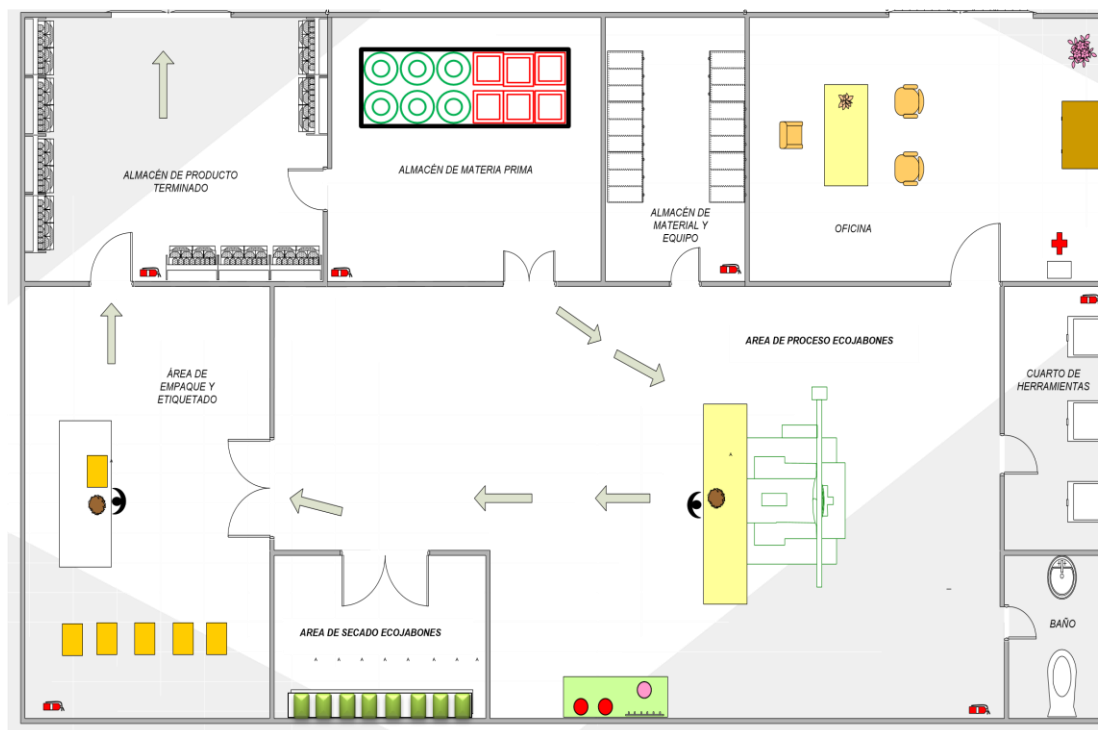 ALMACÉN DE PRODUCTO
TERMINADO
ALMACÉN DE MATERIA PRIMA
ALMACÉN DE
MATERIAL Y
EQUIPO
OFICINA
ÁREA DE
EMPAQUE Y
ETIQUETADO
AREA DE PROCESO ECOJABONES
CUARTO DE
HERRAMIENTAS
AREA DE SECADO ECOJABONES
BAÑO